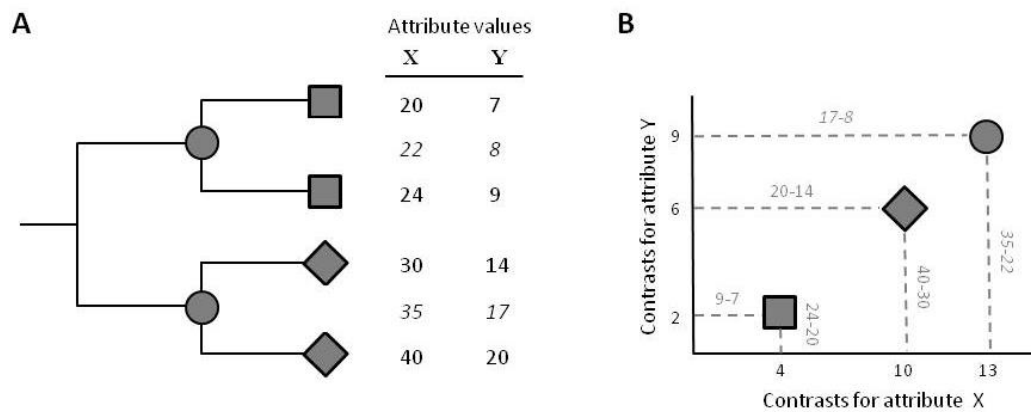 A
Attribute values
X Y
20 7
22 8
24 9
30 14
35 17
40 20
B
Contrasts for attribute Y
9
17-8
6
20-14
2
9-7
24-20
40-30
35-22
4 10 13
Contrasts for attribute X